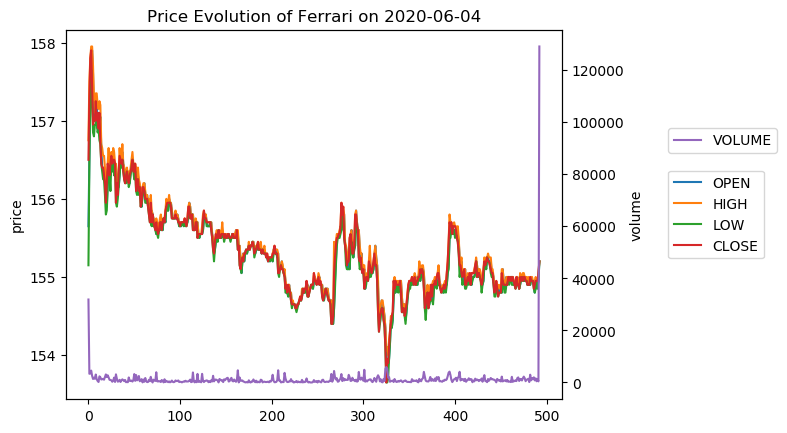 Price Evolution of Ferrari on 2020-06-04
158
157
156
155
154
price
0
100
200
300
400
500
120000
100000
80000
60000
40000
20000
0
volume
VOLUME
OPEN
HIGH
LOW
CLOSE